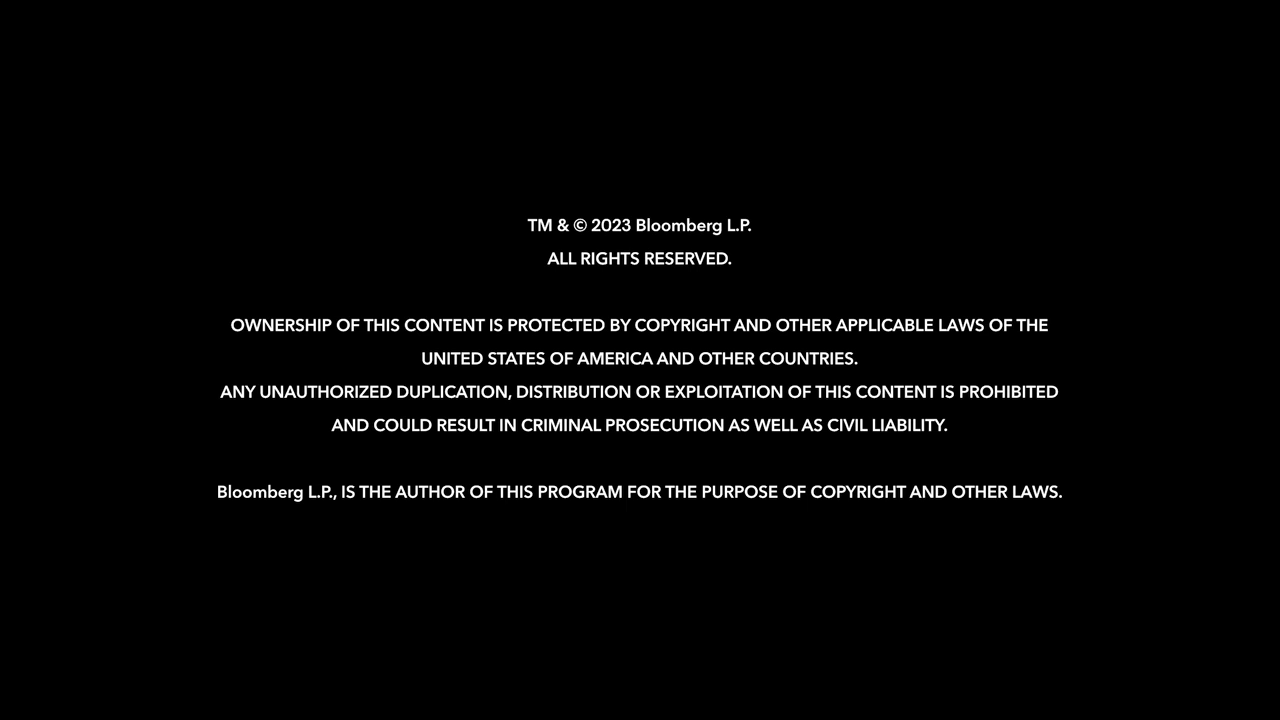 TM & © 2023 Bloomberg L.P.
ALL RIGHTS RESERVED.
OWNERSHIP OF THIS CONTENT IS PROTECTED BY COPYRIGHT AND OTHER APPLICABLE LAWS OF THE
UNITED STATES OF AMERICA AND OTHER COUNTRIES.
ANY UNAUTHORIZED DUPLICATION, DISTRIBUTION OR EXPLOITATION OF THIS CONTENT IS PROHIBITED
AND COULD RESULT IN CRIMINAL PROSECUTION AS WELL AS CIVIL LIABILITY.
Bloomberg L.P., IS THE AUTHOR OF THIS PROGRAM FOR THE PURPOSE OF COPYRIGHT AND OTHER LAWS.